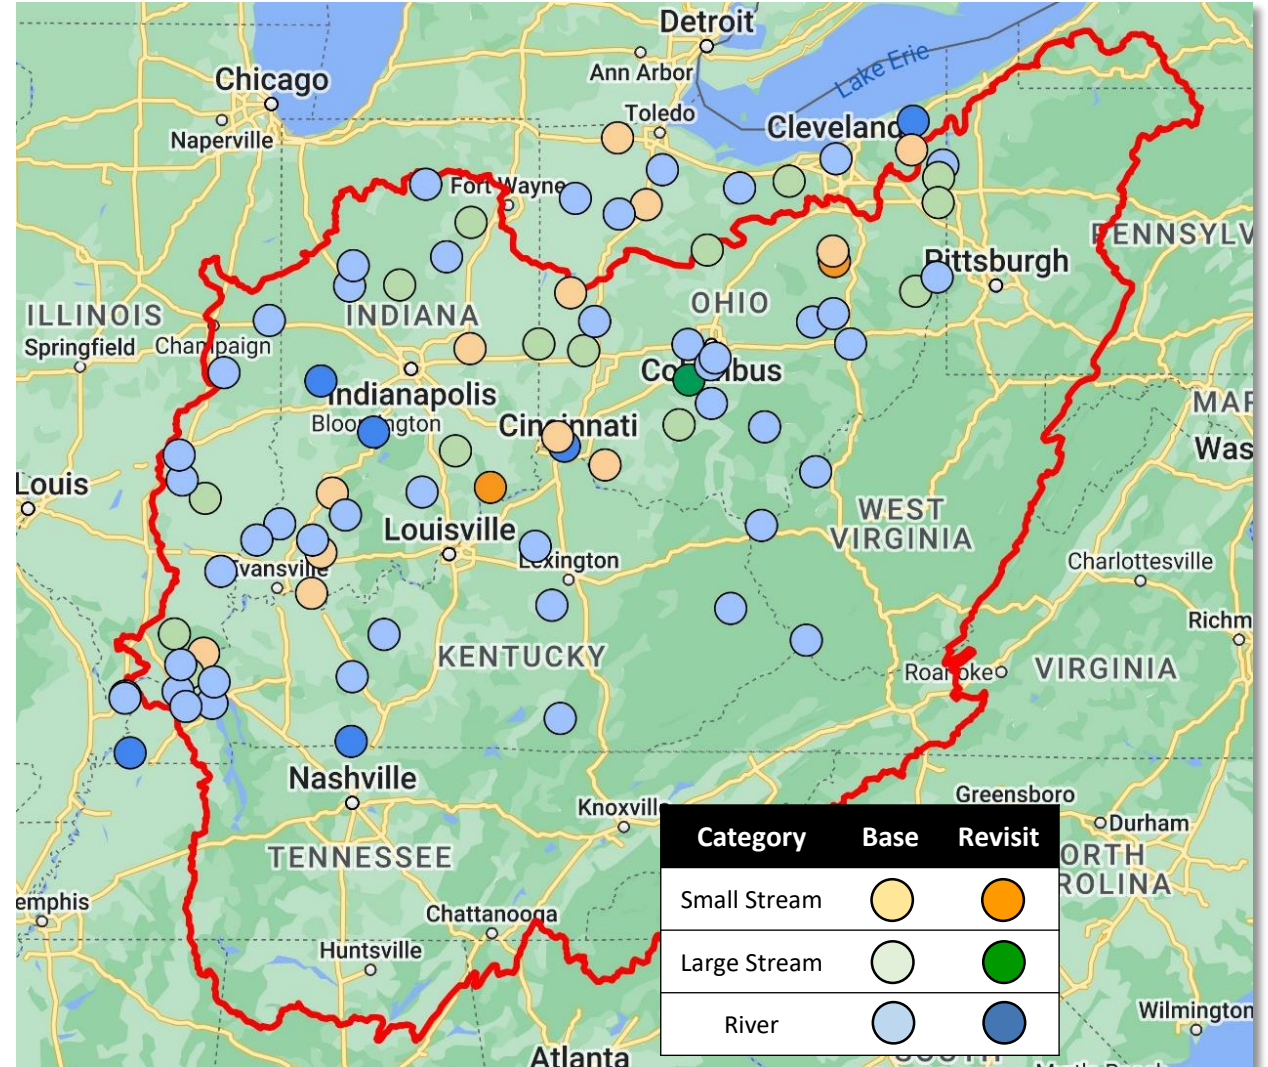 Detroit
Ann Arbor
Lake Erie
Chicago
Naperville
Toledo
Cleveland
Fort Wayne
PENNSYLV
Pittsburgh
ILLINOIS
INDIANA
OHIO
Springfield
Champaign
Columbus
Indianapolis
MAR
Bloomington
Cincinnati
Was
Louis
WEST
VIRGINIA
Louisville
Lexington
Charlottesville
Evansville
Richm
KENTUCKY
Roanoke
VIRGINIA
Nashville
Greensboro
Knoxville
Durham
TENNESSEE
ORTH
ROLINA
emphis
Chattanooga
Huntsville
Wilmington
Atlanta
Category Base Revisit
Small Stream
Large Stream
River